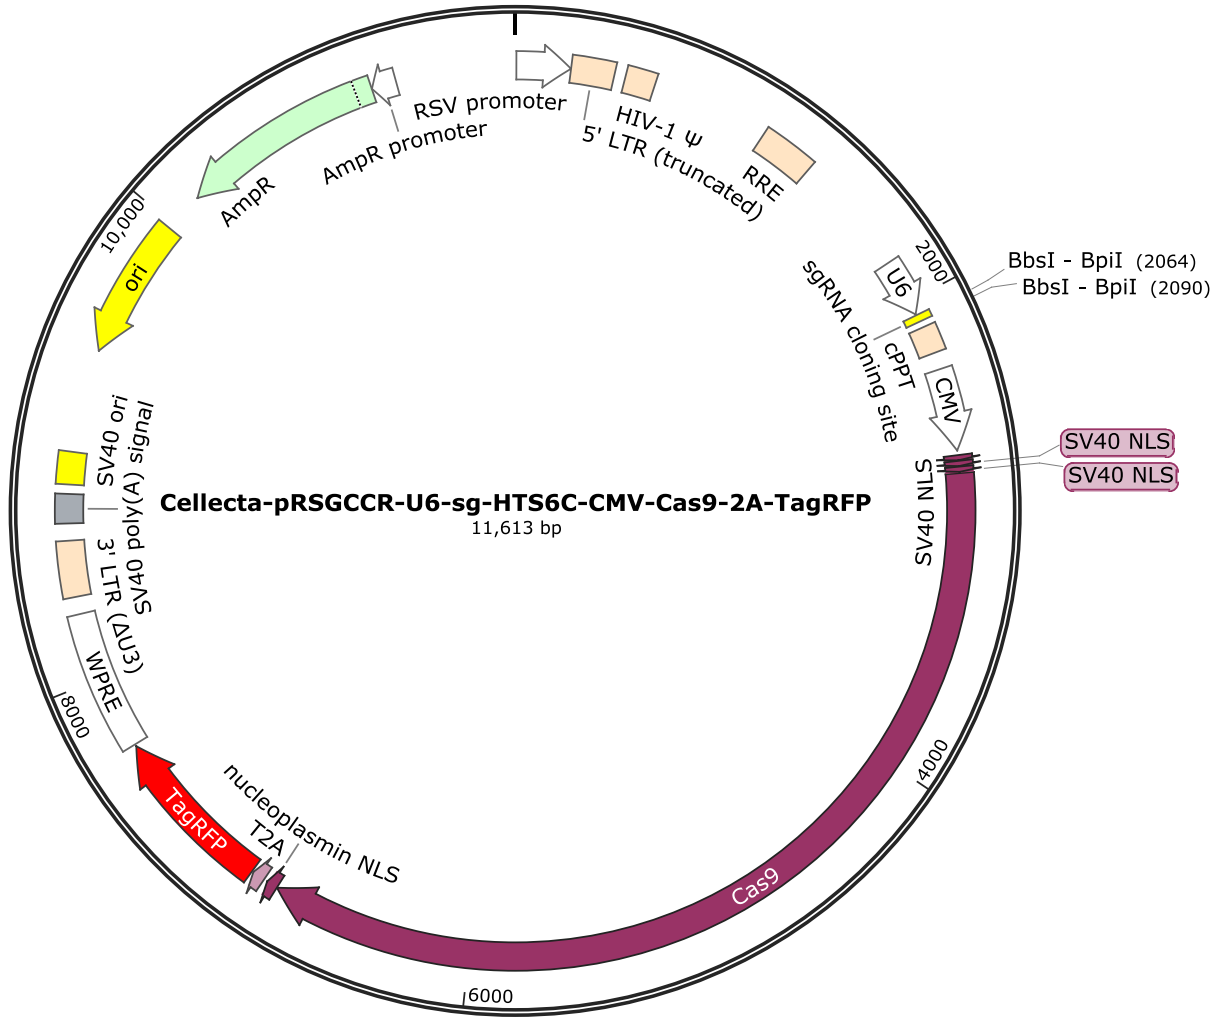 RSV promoter
5' LTR (truncated)
HIV-1 Ψ
RRE
2000
BbsI - BpiI (2064)
BbsI - BpiI (2090)
U6
sgRNA cloning site
cPPT
CMV
SV40 NLS
SV40 NLS
SV40 NLS
4000
Cas9
6000
nucleoplasmin NLS
T2A
TagRFP
8000
WPRE
3' LTR (ΔU3)
SV40 poly(A) signal
SV40 ori
ori
10,000
AmpR
AmpR promoter
Cellecta-pRSGCCR-U6-sg-HTS6C-CMV-Cas9-2A-TagRFP
11,613 bp